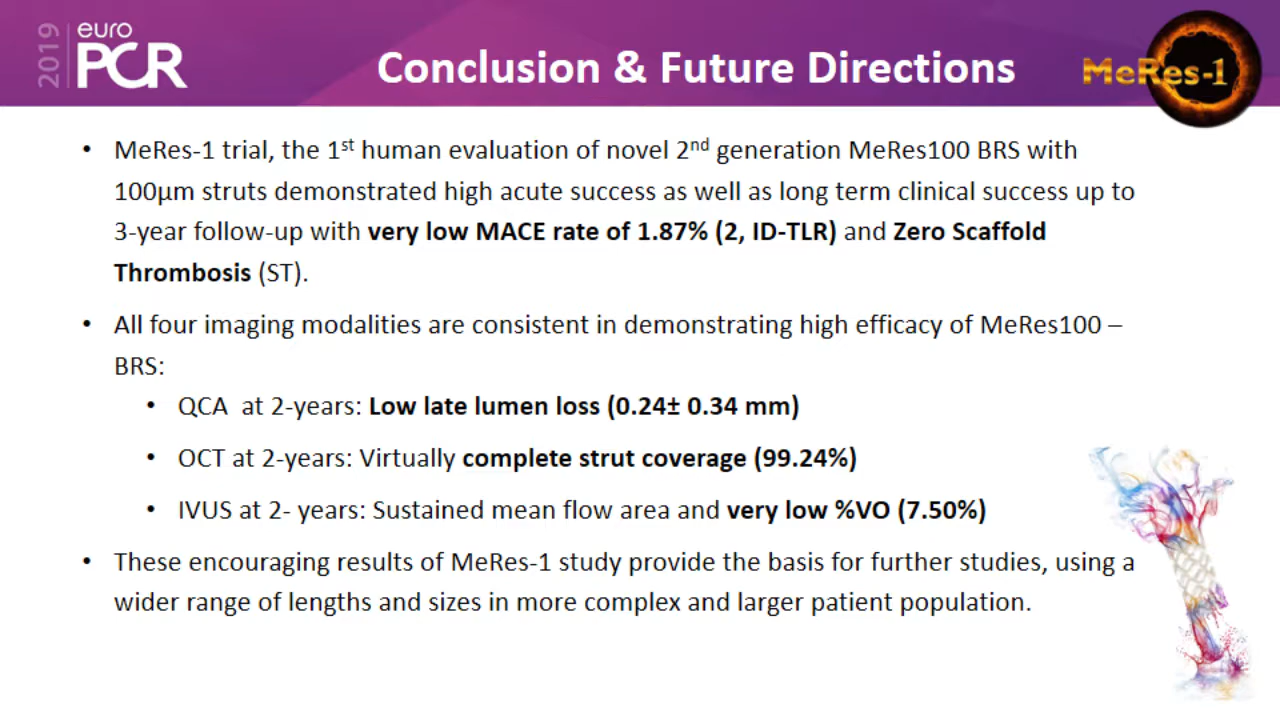 2019
euro
PCR
Conclusion & Future Directions
MeRes-1
• MeRes-1 trial, the 1st human evaluation of novel 2nd generation MeRes100 BRS with
100µm struts demonstrated high acute success as well as long term clinical success up to
3-year follow-up with very low MACE rate of 1.87% (2, ID-TLR) and Zero Scaffold
Thrombosis (ST).
• All four imaging modalities are consistent in demonstrating high efficacy of MeRes100 –
BRS:
• QCA at 2-years: Low late lumen loss (0.24± 0.34 mm)
• OCT at 2-years: Virtually complete strut coverage (99.24%)
• IVUS at 2- years: Sustained mean flow area and very low %VO (7.50%)
• These encouraging results of MeRes-1 study provide the basis for further studies, using a
wider range of lengths and sizes in more complex and larger patient population.